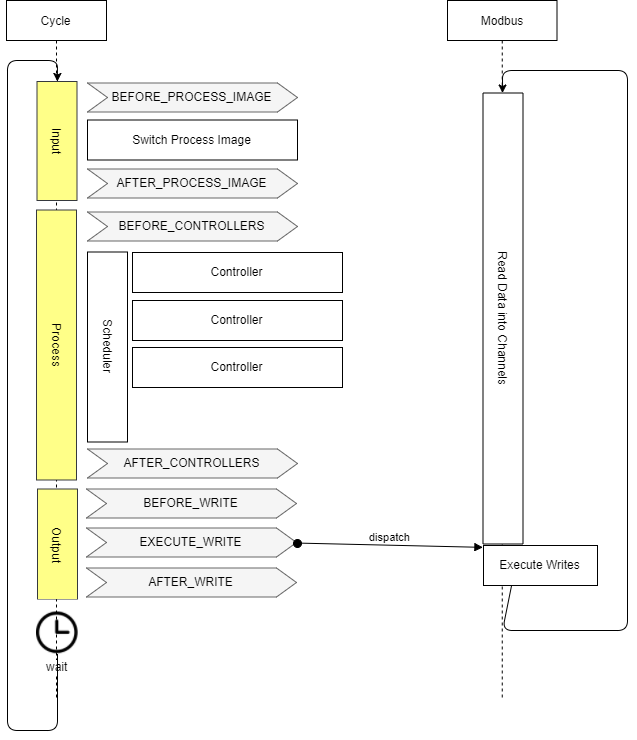 Cycle
Modbus
Input
BEFORE_PROCESS_IMAGE
Switch Process Image
AFTER_PROCESS_IMAGE
Process
BEFORE_CONTROLLERS
Scheduler
Controller
Controller
Controller
AFTER_CONTROLLERS
Read Data into Channels
Output
BEFORE_WRITE
EXECUTE_WRITE
dispatch
Execute Writes
AFTER_WRITE
wait